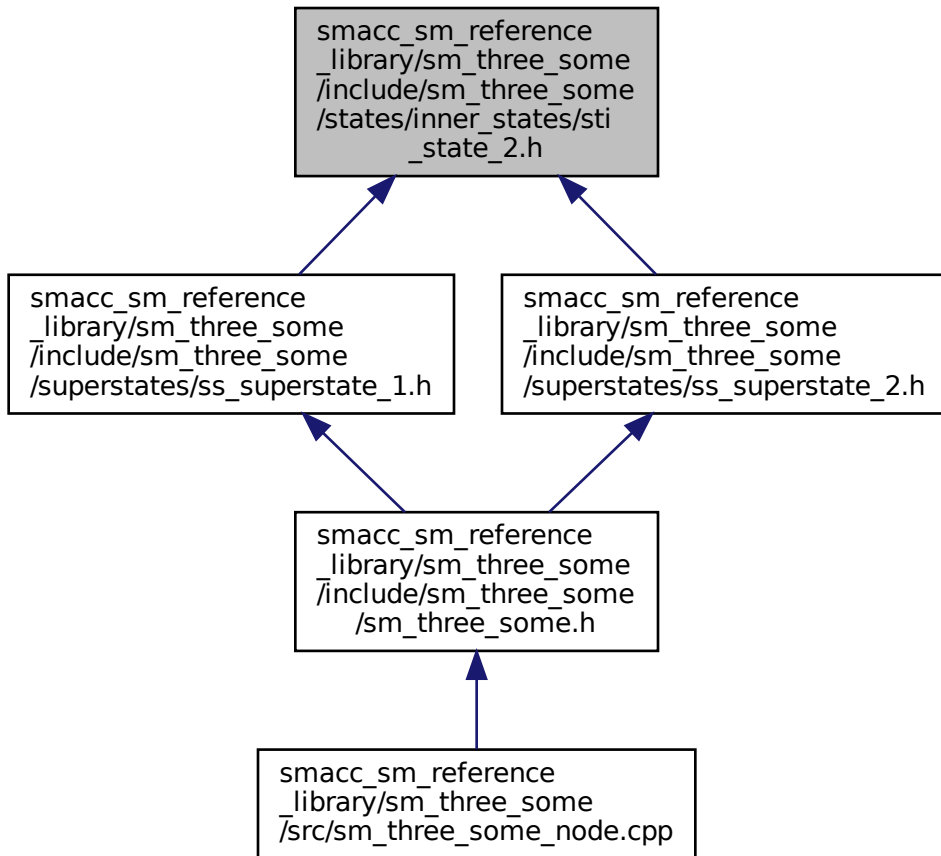 smacc_sm_reference
_library/sm_three_some
/include/sm_three_some
/states/inner_states/sti
_state_2.h
smacc_sm_reference
_library/sm_three_some
/include/sm_three_some
/superstates/ss_superstate_1.h
smacc_sm_reference
_library/sm_three_some
/include/sm_three_some
/superstates/ss_superstate_2.h
smacc_sm_reference
_library/sm_three_some
/include/sm_three_some
/sm_three_some.h
smacc_sm_reference
_library/sm_three_some
/src/sm_three_some_node.cpp